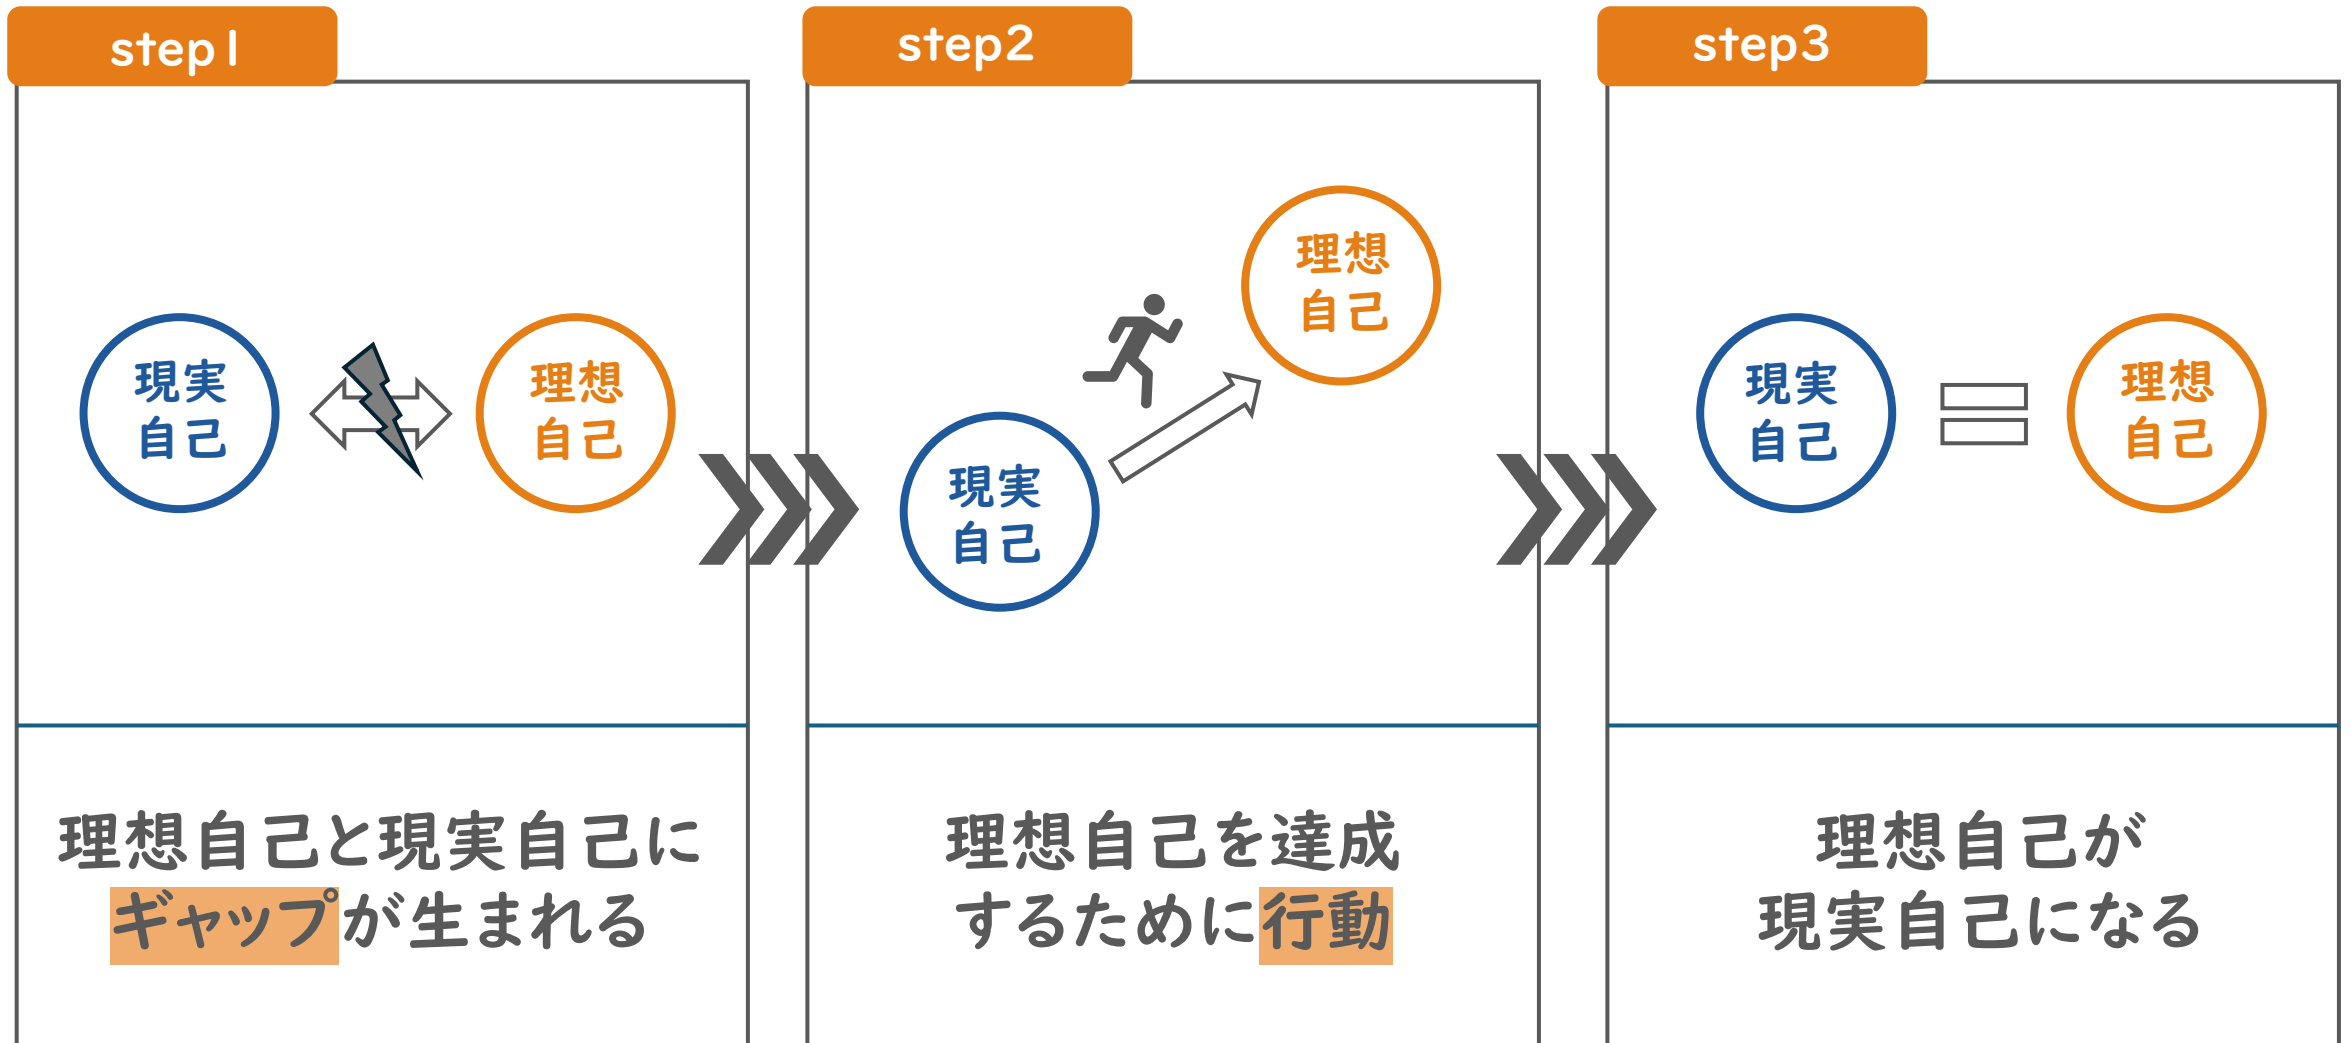 step1
現実
自己
理想
自己
理想自己と現実自己に
ギャップが生まれる
step2
理想
自己
現実
自己
理想自己を達成
するために行動
step3
現実
自己
理想
自己
理想自己が
現実自己になる